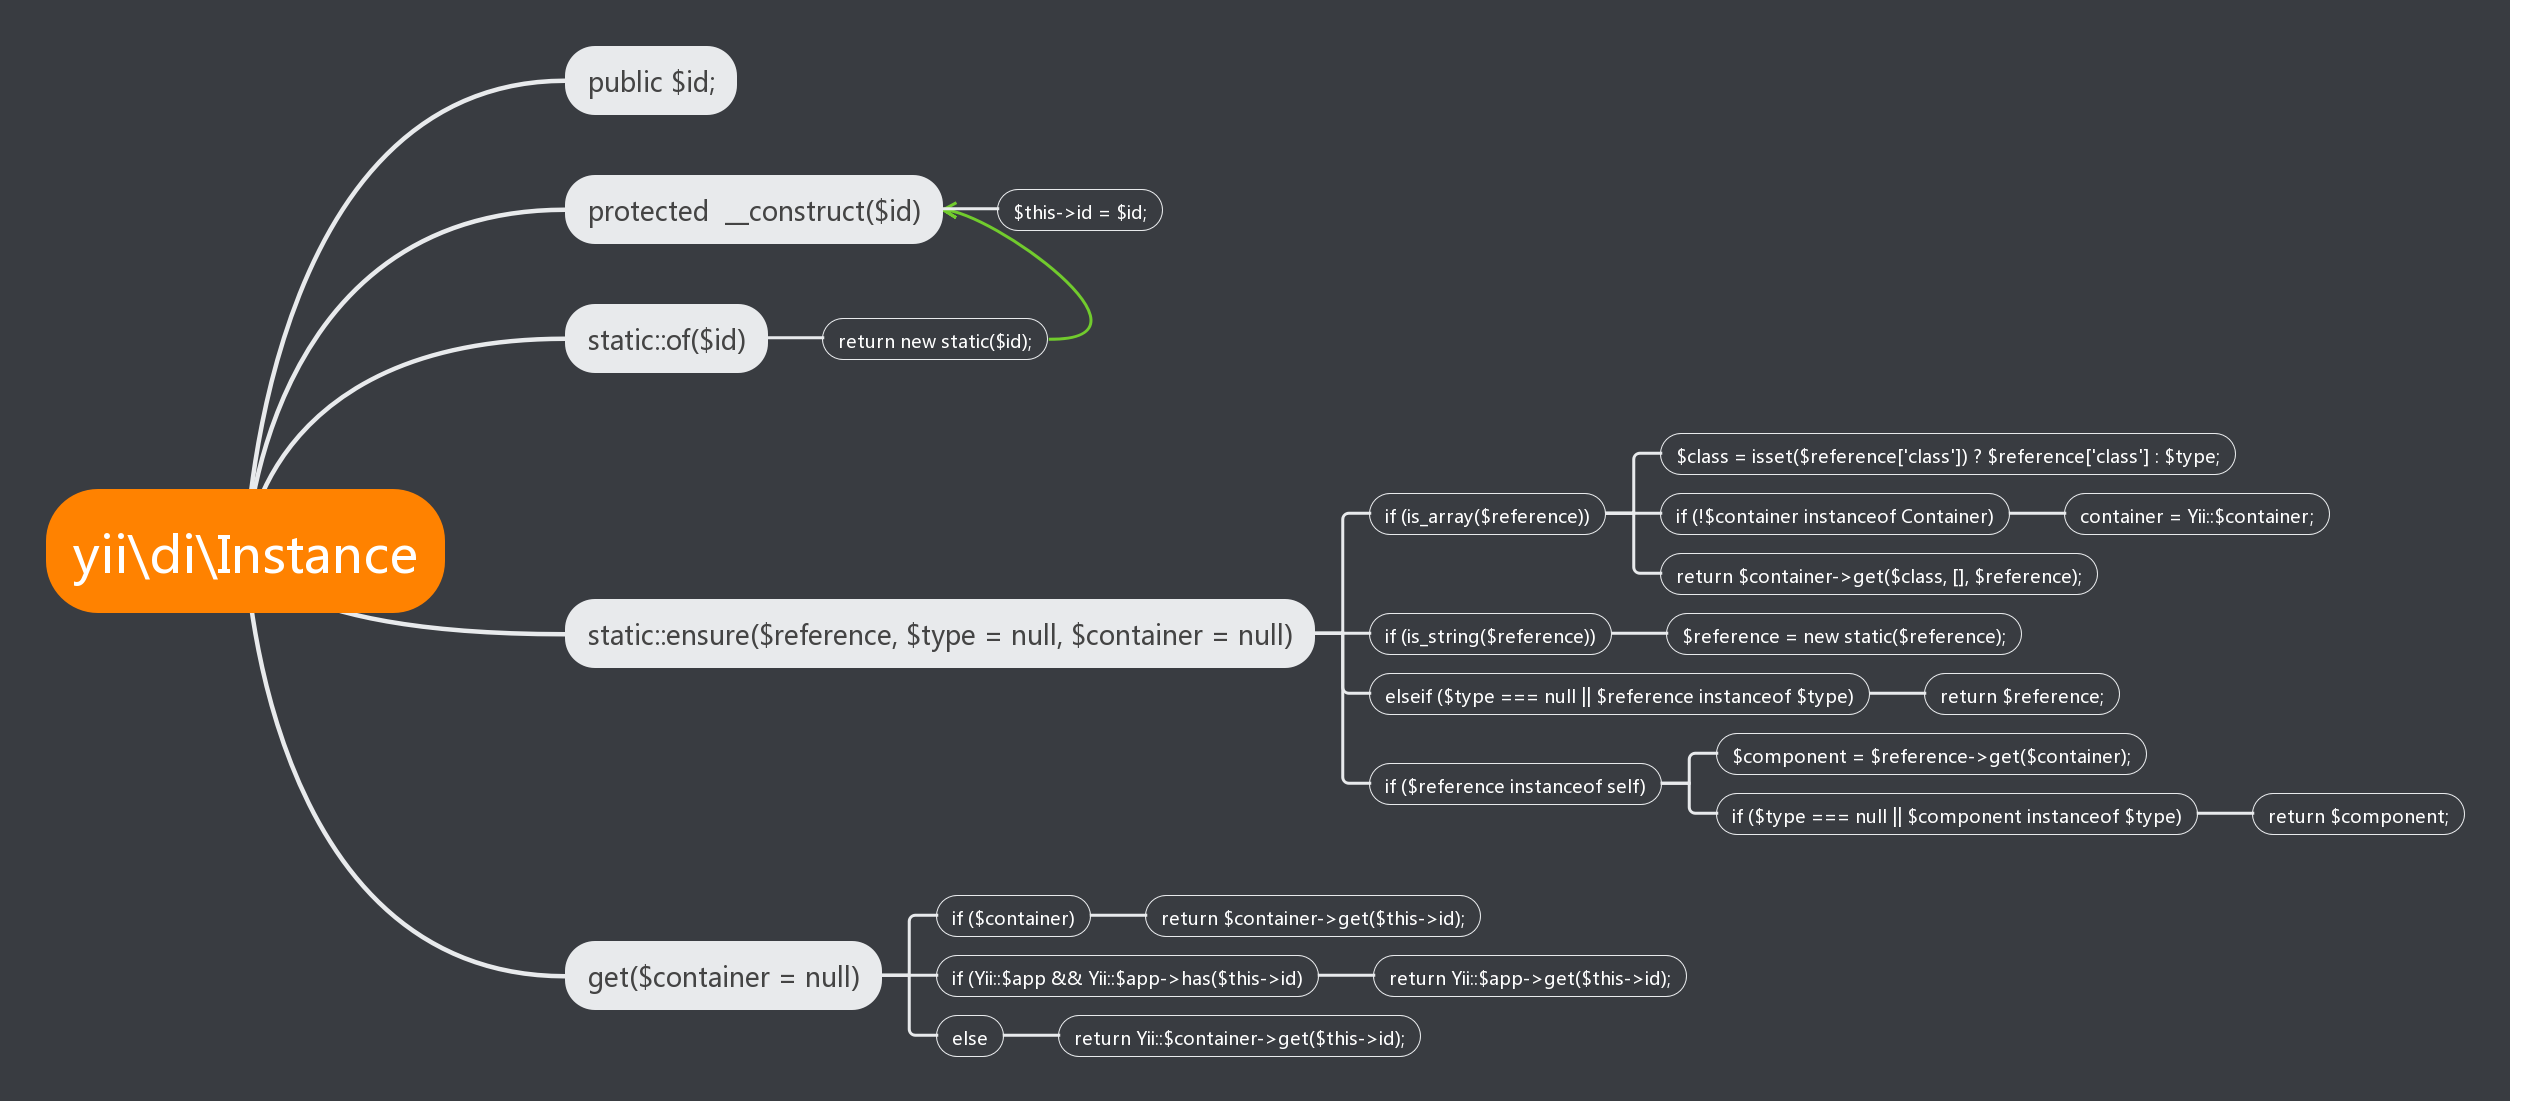 public $id;
protected  __construct($id)
$this->id = $id;
static::of($id)
return new static($id);
yii\di\Instance
static::ensure($reference, $type = null, $container = null)
if (is_array($reference))
$class = isset($reference['class']) ? $reference['class'] : $type;
if (!$container instanceof Container)
container = Yii::$container;
return $container->get($class, [], $reference);
if (is_string($reference))
$reference = new static($reference);
elseif ($type === null || $reference instanceof $type)
return $reference;
if ($reference instanceof self)
$component = $reference->get($container);
if ($type === null || $component instanceof $type)
return $component;
get($container = null)
if ($container)
return $container->get($this->id);
if (Yii::$app && Yii::$app->has($this->id)
return Yii::$app->get($this->id);
else
return Yii::$container->get($this->id);